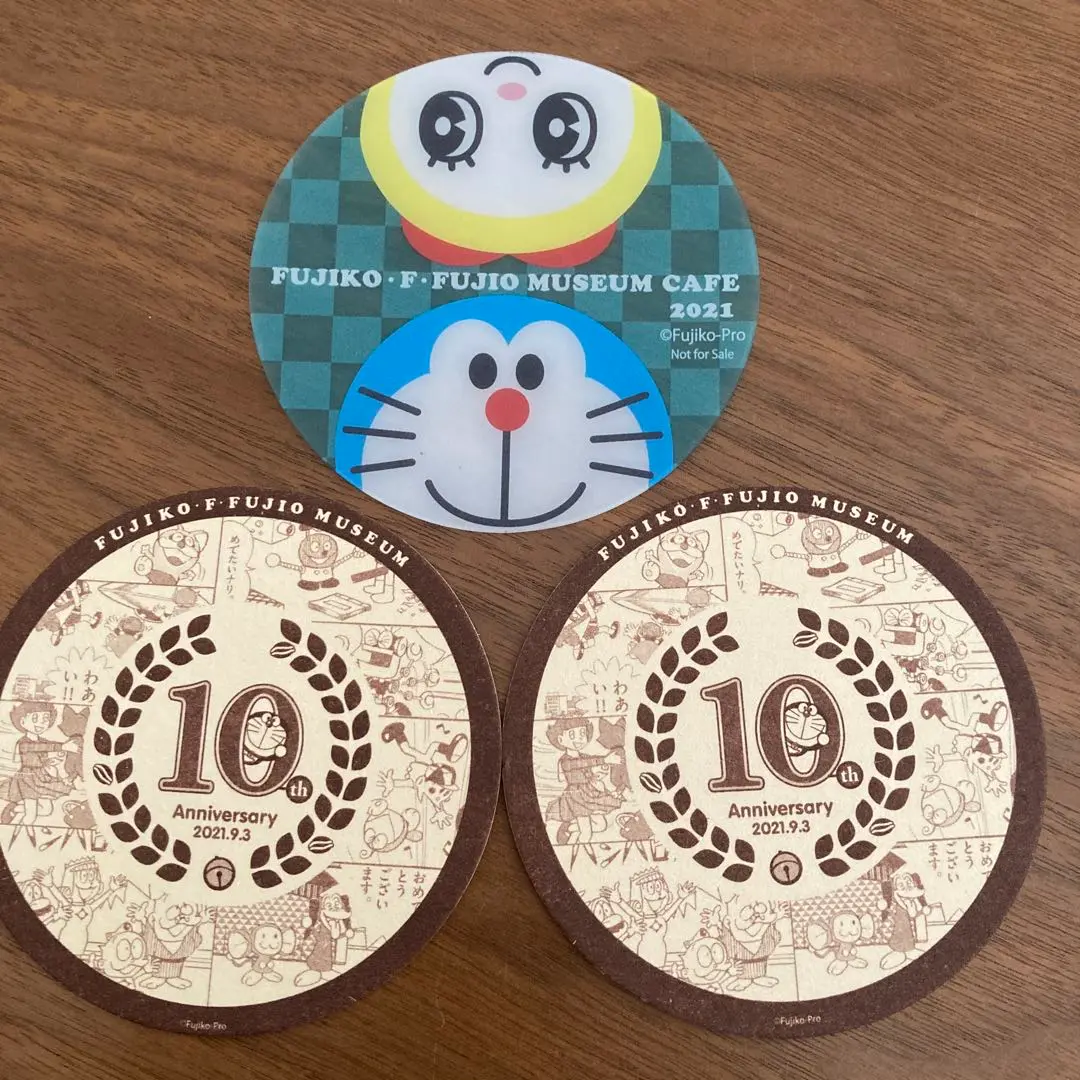 FUJIKO・F・FUJIO MUSEUM CAFE
2021
©Fujiko-Pro
Not for Sale
FUJIKO・F・FUJIO MUSEUM
めでたいナリ。
わあ
い!!
10th
Anniversary
2021.9.3
おめ
とう
ござい
ます。
©Fujiko-Pro
FUJIKO・F・FUJIO MUSEUM
めでたいナリ。
わあ
い!!
10th
Anniversary
2021.9.3
おめ
とう
ござい
ます。
©Fujiko-Pro